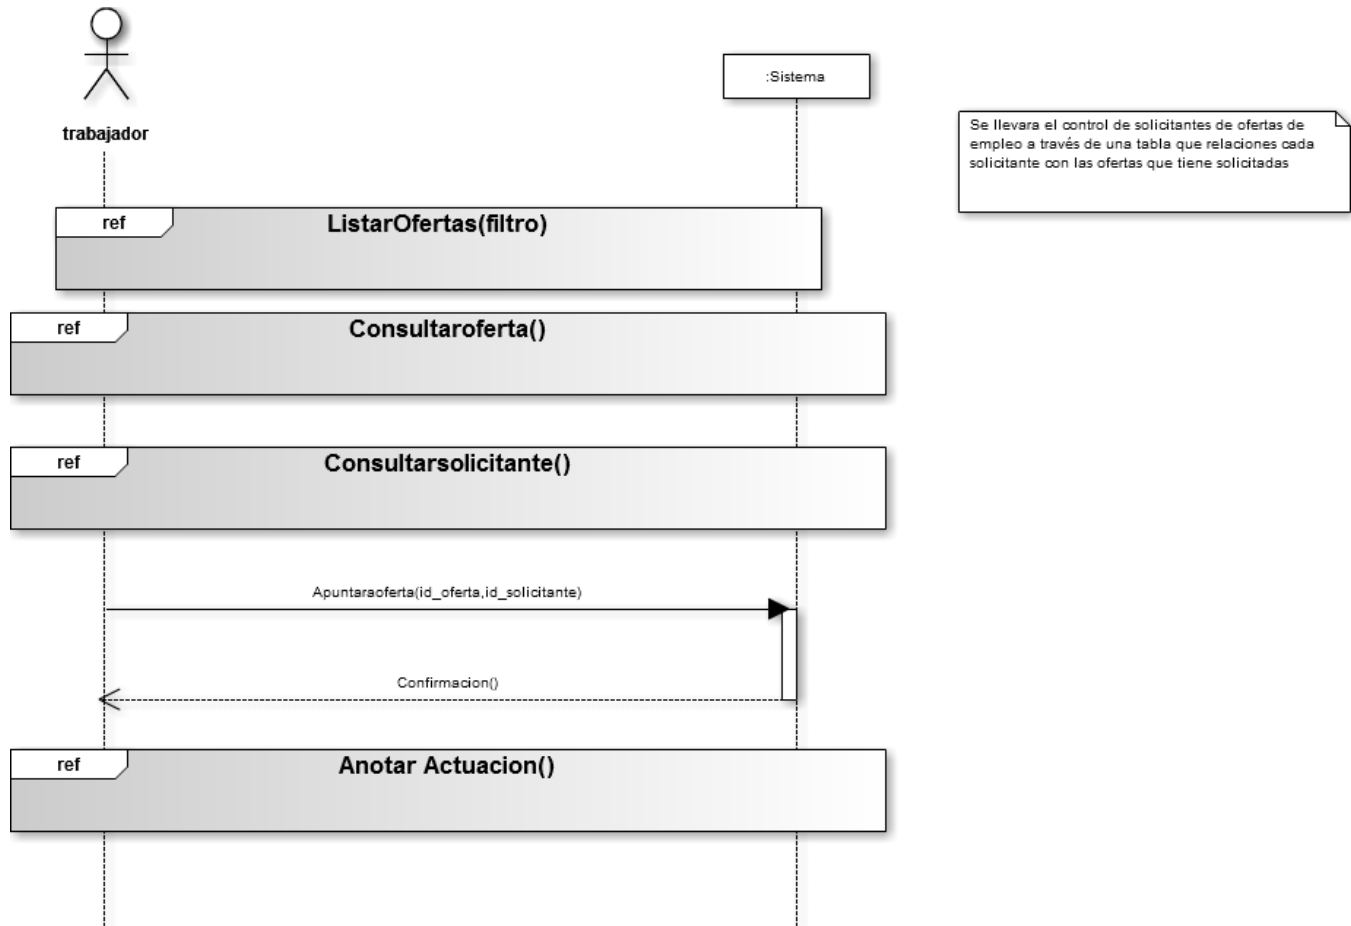 trabajador
:Sistema
Se llevara el control de solicitantes de ofertas de
empleo a través de una tabla que relaciones cada
solicitante con las ofertas que tiene solicitadas
ref
ListarOfertas(filtro)
ref
Consultaroferta()
ref
Consultarsolicitante()
Apuntaraoferta(id_oferta,id_solicitante)
Confirmacion()
ref
Anotar Actuacion()